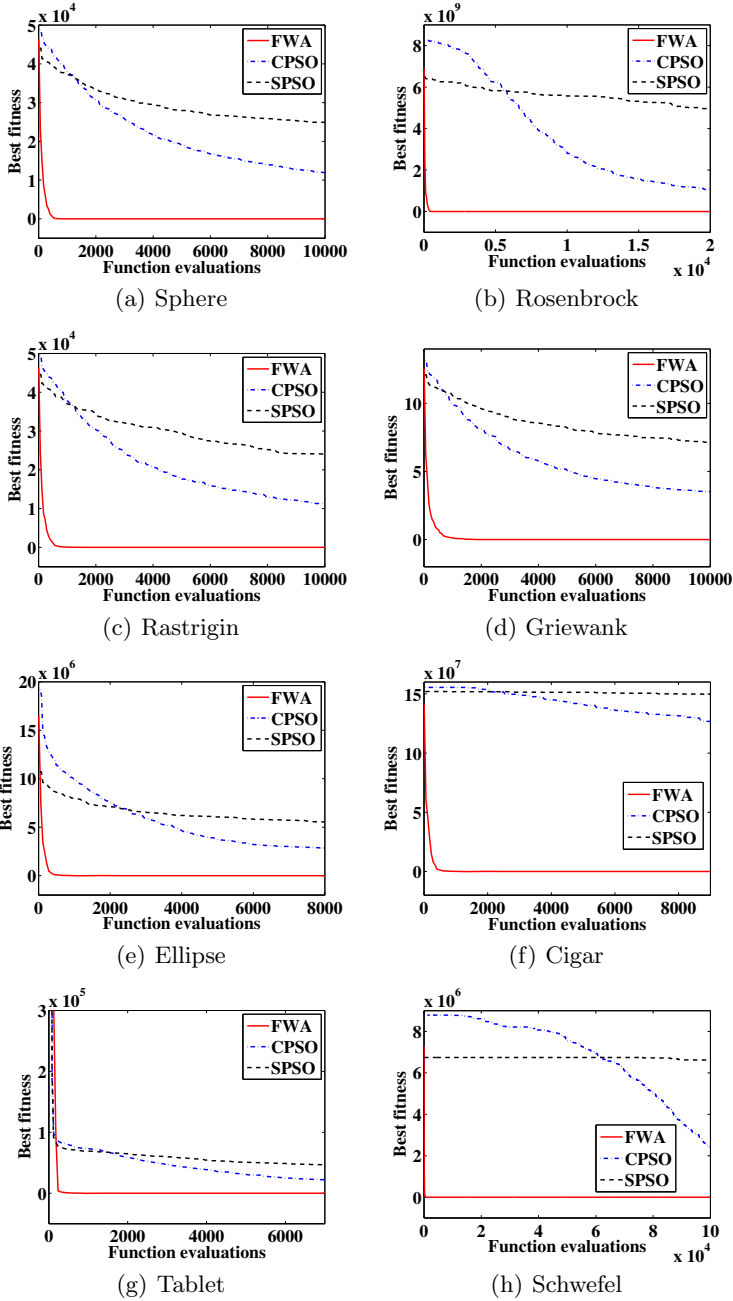 x 10^4
5
4
3
2
1
0
Best fitness
FWA
CPSO
SPSO
0 2000 4000 6000 8000 10000
Function evaluations
(a) Sphere
x 10^9
8
6
4
2
0
Best fitness
FWA
CPSO
SPSO
0 0.5 1 1.5 2
x 10^4
Function evaluations
(b) Rosenbrock
x 10^4
5
4
3
2
1
0
Best fitness
FWA
CPSO
SPSO
0 2000 4000 6000 8000 10000
Function evaluations
(c) Rastrigin
10
5
0
Best fitness
FWA
CPSO
SPSO
0 2000 4000 6000 8000 10000
Function evaluations
(d) Griewank
x 10^6
20
15
10
5
0
Best fitness
FWA
CPSO
SPSO
0 2000 4000 6000 8000
Function evaluations
(e) Ellipse
x 10^7
15
10
5
0
Best fitness
FWA
CPSO
SPSO
0 2000 4000 6000 8000
Function evaluations
(f) Cigar
x 10^5
3
2
1
0
Best fitness
FWA
CPSO
SPSO
0 2000 4000 6000
Function evaluations
(g) Tablet
x 10^6
8
6
4
2
0
Best fitness
FWA
CPSO
SPSO
0 2 4 6 8 10
x 10^4
Function evaluations
(h) Schwefel